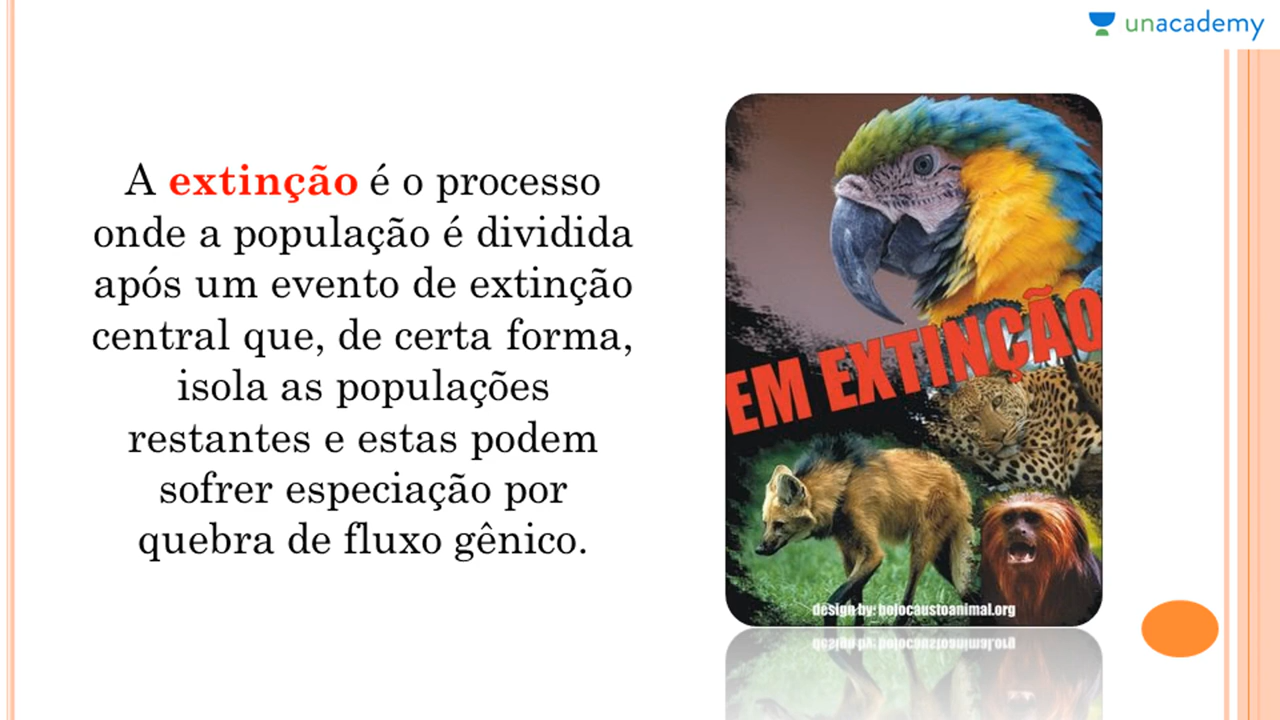 unacademy
A extinção é o processo
onde a população é dividida
após um evento de extinção
central que, de certa forma,
isola as populações
restantes e estas podem
sofrer especiação por
quebra de fluxo gênico.
EM EXTINÇÃO
design by: holocaustoanimal.org